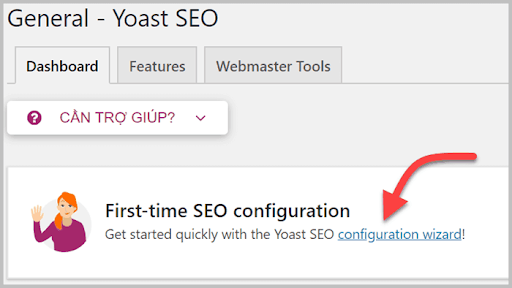 General - Yoast SEO
Dashboard Features Webmaster Tools
CẦN TRỢ GIÚP?
First-time SEO configuration
Get started quickly with the Yoast SEO configuration wizard!